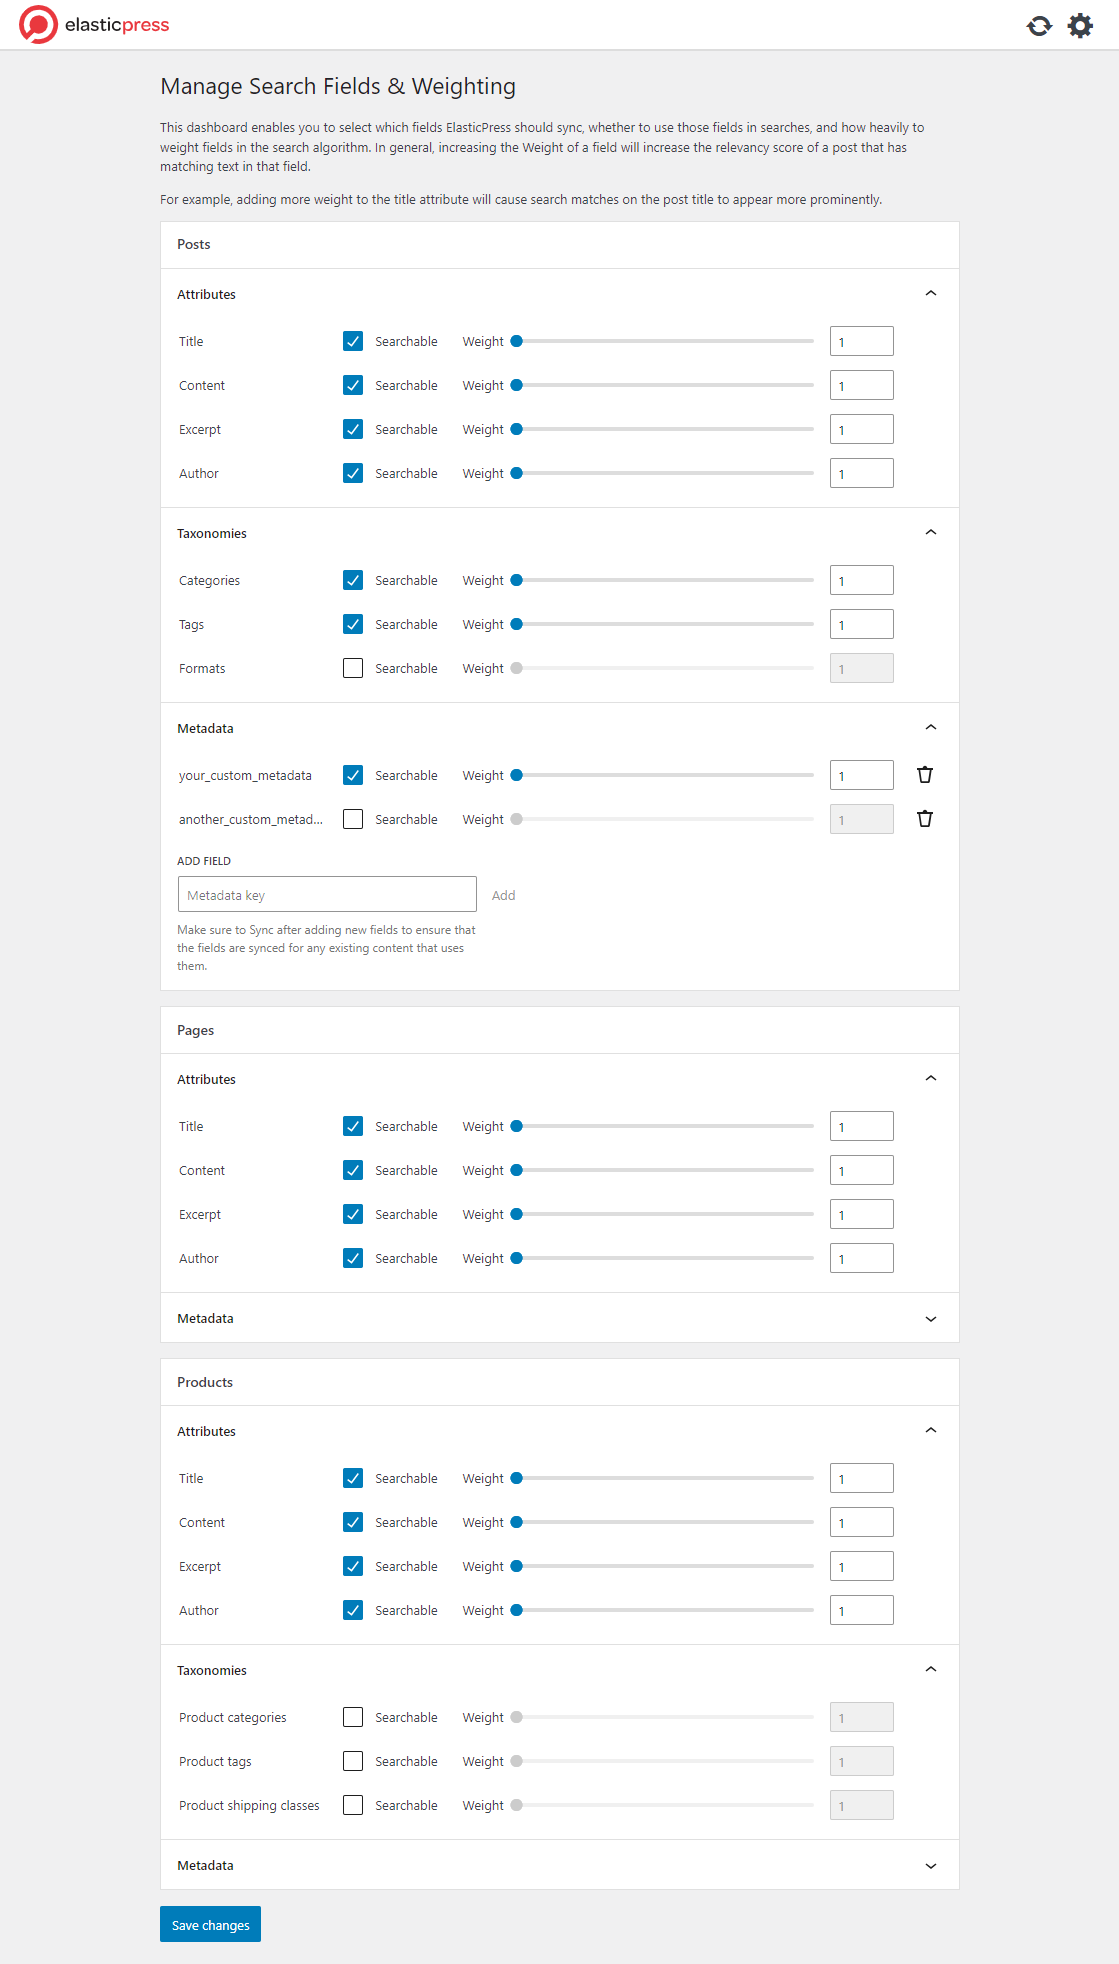 elasticpress
Manage Search Fields & Weighting
This dashboard enables you to select which fields ElasticPress should sync, whether to use those fields in searches, and how heavily to
weight fields in the search algorithm. In general, increasing the Weight of a field will increase the relevancy score of a post that has
matching text in that field.
For example, adding more weight to the title attribute will cause search matches on the post title to appear more prominently.
Posts
Attributes
Title Searchable Weight 1
Content Searchable Weight 1
Excerpt Searchable Weight 1
Author Searchable Weight 1
Taxonomies
Categories Searchable Weight 1
Tags Searchable Weight 1
Formats Searchable Weight 1
Metadata
your_custom_metadata Searchable Weight 1
another_custom_metad... Searchable Weight 1
ADD FIELD
Metadata key Add
Make sure to Sync after adding new fields to ensure that
the fields are synced for any existing content that uses
them.
Pages
Attributes
Title Searchable Weight 1
Content Searchable Weight 1
Excerpt Searchable Weight 1
Author Searchable Weight 1
Metadata
Products
Attributes
Title Searchable Weight 1
Content Searchable Weight 1
Excerpt Searchable Weight 1
Author Searchable Weight 1
Taxonomies
Product categories Searchable Weight 1
Product tags Searchable Weight 1
Product shipping classes Searchable Weight 1
Metadata
Save changes